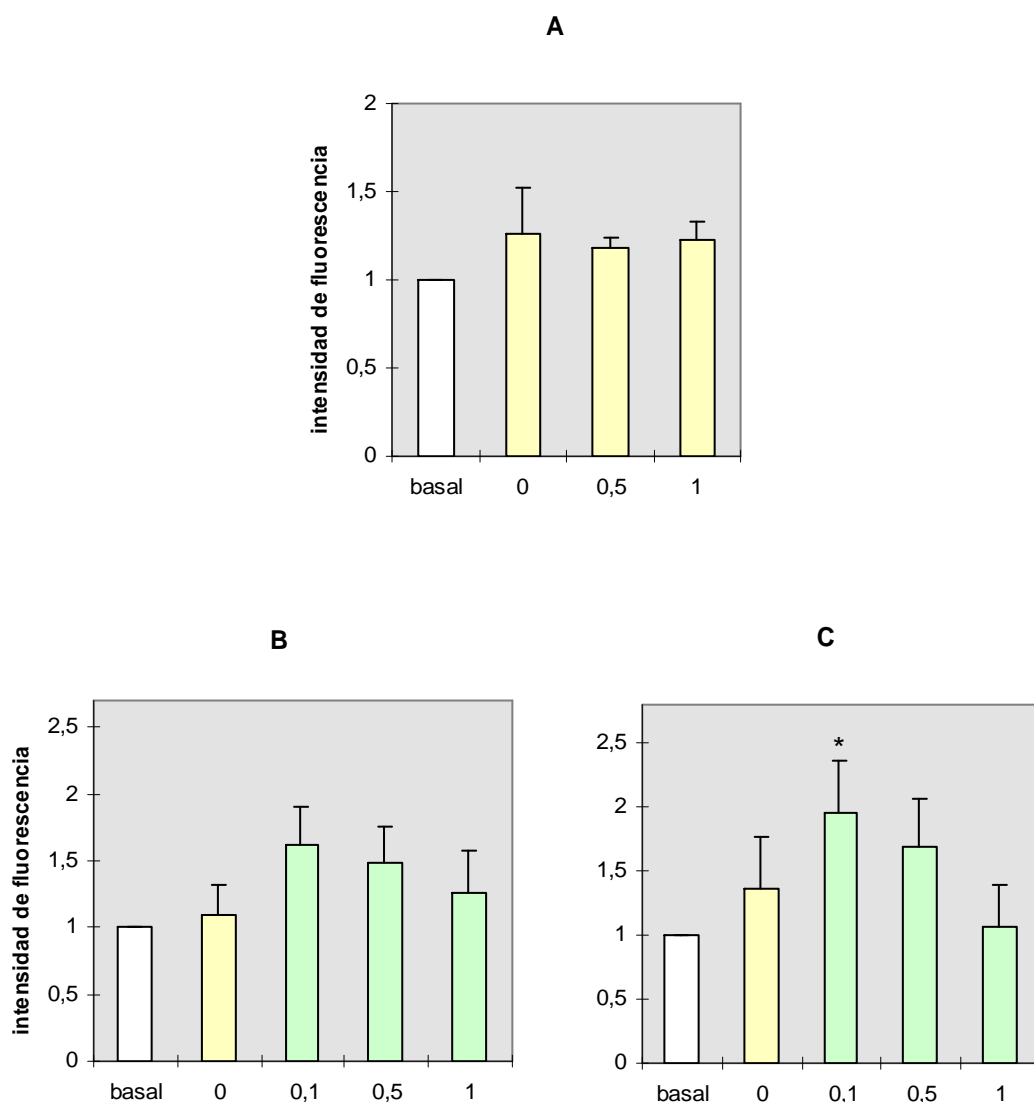 A
intensidad de fluorescencia
2
1,5
1
0,5
0
basal 0 0,5 1
B
intensidad de fluorescencia
2,5
2
1,5
1
0,5
0
basal 0 0,1 0,5 1
C
2,5
2
1,5
1
0,5
0
*
basal 0 0,1 0,5 1